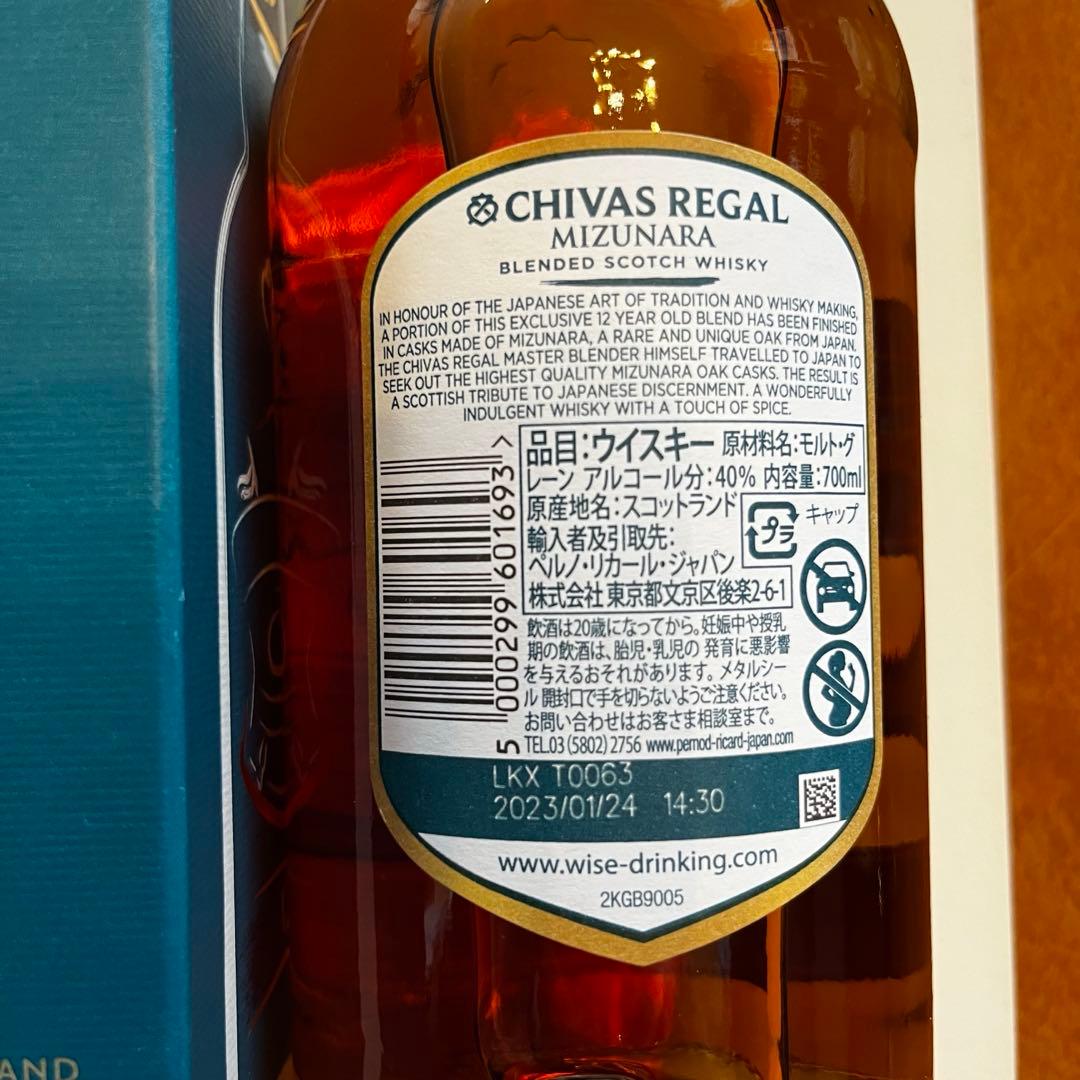 CHIVAS REGAL
MIZUNARA
BLENDED SCOTCH WHISKY
IN HONOUR OF THE JAPANESE ART OF TRADITION AND WHISKY MAKING,
A PORTION OF THIS EXCLUSIVE 12 YEAR OLD BLEND HAS BEEN FINISHED
IN CASKS MADE OF MIZUNARA, A RARE AND UNIQUE OAK FROM JAPAN.
THE CHIVAS REGAL MASTER BLENDER HIMSELF TRAVELLED TO JAPAN TO
SEEK OUT THE HIGHEST QUALITY MIZUNARA OAK CASKS. THE RESULT IS
A SCOTTISH TRIBUTE TO JAPANESE DISCERNMENT. A WONDERFULLY
INDULGENT WHISKY WITH A TOUCH OF SPICE.
品目:ウイスキー 原材料名:モルト・グ
レーン アルコール分:40% 内容量:700ml
原産地名:スコットランド
輸入者及引取先:
ペルノ・リカール・ジャパン
株式会社 東京都文京区後楽2-6-1
プラ
キャップ
飲酒は20歳になってから。妊娠中や授乳
期の飲酒は、胎児・乳児の 発育に悪影響
を与えるおそれがあります。メタルシー
ル 開封口で手を切らないようご注意ください。
お問い合わせはお客さま相談室まで。
TEL.03 (5802) 2756 www.pernod-ricard-japan.com
5 000299 601693 >
LKX T0063
2023/01/24 14:30
www.wise-drinking.com
2KGB9005
AND